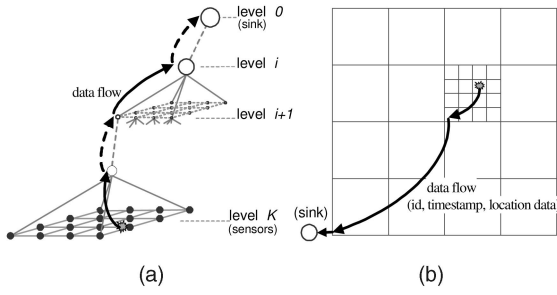 level 0
(sink)
level i
data flow
level i+1
level K
(sensors)
(a)
data flow
(id, timestamp, location data
(sink)
(b)